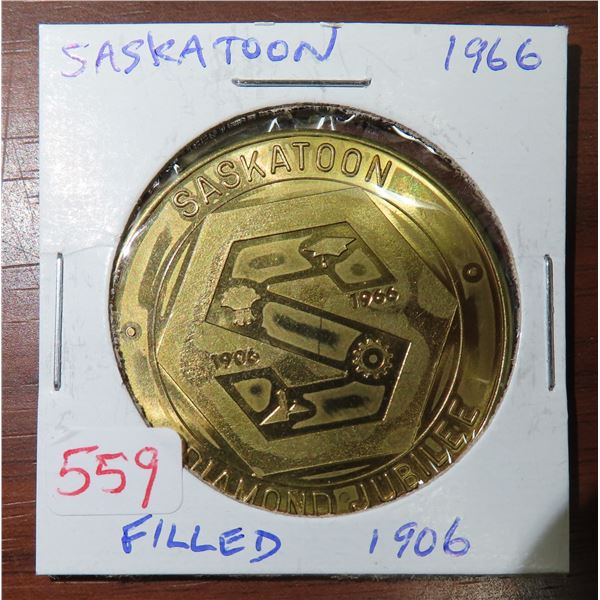 SASKATOON 1966
SASKATOON
1966
1906
DIAMOND JUBILEE
559
FILLED 1906